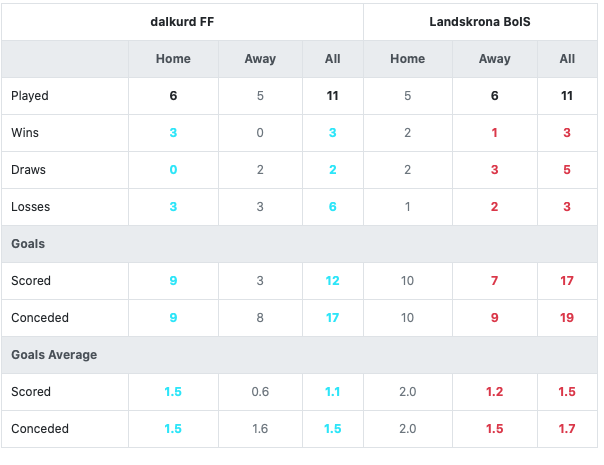 dalkurd FF Landskrona BoIS
Home Away All Home Away All
Played 6 5 11 5 6 11
Wins 3 0 3 2 1 3
Draws 0 2 2 2 3 5
Losses 3 3 6 1 2 3
Goals
Scored 9 3 12 10 7 17
Conceded 9 8 17 10 9 19
Goals Average
Scored 1.5 0.6 1.1 2.0 1.2 1.5
Conceded 1.5 1.6 1.5 2.0 1.5 1.7